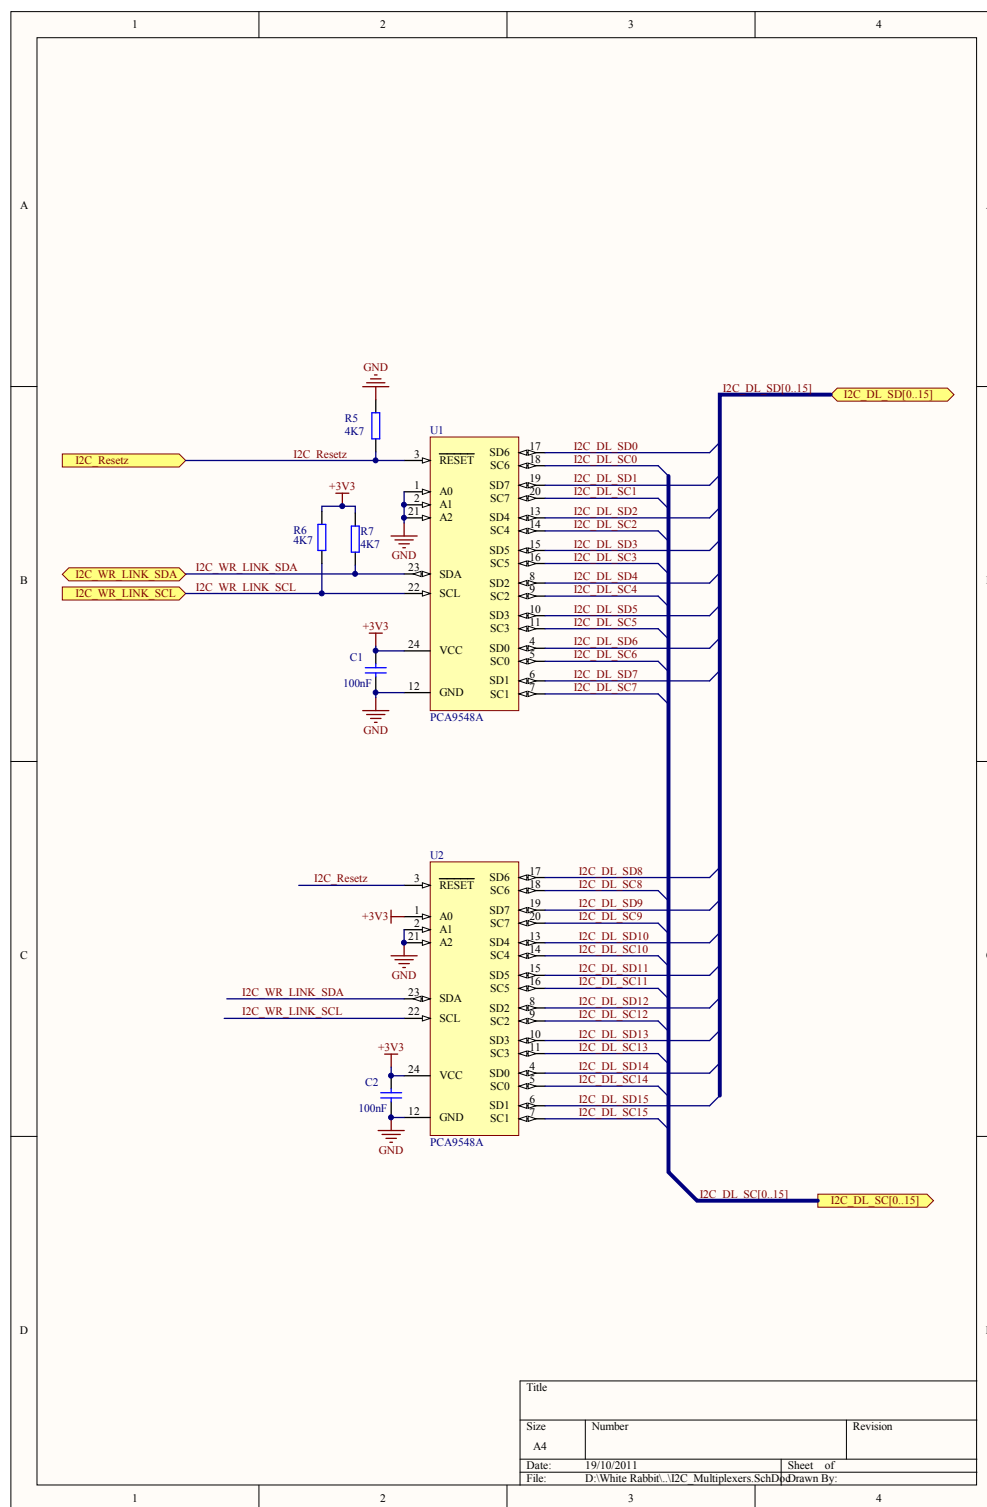 1 2 3 4
A
GND
I2C_DL_SD[0..15] I2C_DL_SD[0..15]
R5
4K7
U1
I2C_Resetz I2C_Resetz 3 RESET SD6 17 I2C_DL_SD0
SC6 18 I2C_DL_SC0
+3V3 1 A0 SD7 19 I2C_DL_SD1
2 A1 SC7 20 I2C_DL_SC1
21 A2 SD4 13 I2C_DL_SD2
SC4 14 I2C_DL_SC2
R6 4K7 R7 4K7
GND SD5 15 I2C_DL_SD3
SC5 16 I2C_DL_SC3
B
I2C_WR_LINK_SDA I2C_WR_LINK_SDA 23 SDA SD2 8 I2C_DL_SD4
I2C_WR_LINK_SCL I2C_WR_LINK_SCL 22 SCL SC2 9 I2C_DL_SC4
SD3 10 I2C_DL_SD5
+3V3 SC3 11 I2C_DL_SC5
24 VCC SD0 4 I2C_DL_SD6
C1 SC0 5 I2C_DL_SC6
100nF SD1 6 I2C_DL_SD7
12 GND SC1 7 I2C_DL_SC7
PCA9548A
GND
U2
I2C_Resetz 3 RESET SD6 17 I2C_DL_SD8
SC6 18 I2C_DL_SC8
+3V3 1 A0 SD7 19 I2C_DL_SD9
2 A1 SC7 20 I2C_DL_SC9
21 A2 SD4 13 I2C_DL_SD10
C
SC4 14 I2C_DL_SC10
GND SD5 15 I2C_DL_SD11
SC5 16 I2C_DL_SC11
I2C_WR_LINK_SDA 23 SDA SD2 8 I2C_DL_SD12
I2C_WR_LINK_SCL 22 SCL SC2 9 I2C_DL_SC12
SD3 10 I2C_DL_SD13
+3V3 SC3 11 I2C_DL_SC13
24 VCC SD0 4 I2C_DL_SD14
C2 SC0 5 I2C_DL_SC14
100nF SD1 6 I2C_DL_SD15
12 GND SC1 7 I2C_DL_SC15
PCA9548A
GND
I2C_DL_SC[0..15] I2C_DL_SC[0..15]
D
Title
Size Number Revision
A4
Date: 19/10/2011 Sheet of
File: D:\White Rabbit\..\I2C_Multiplexers.SchDoc Drawn By:
1 2 3 4